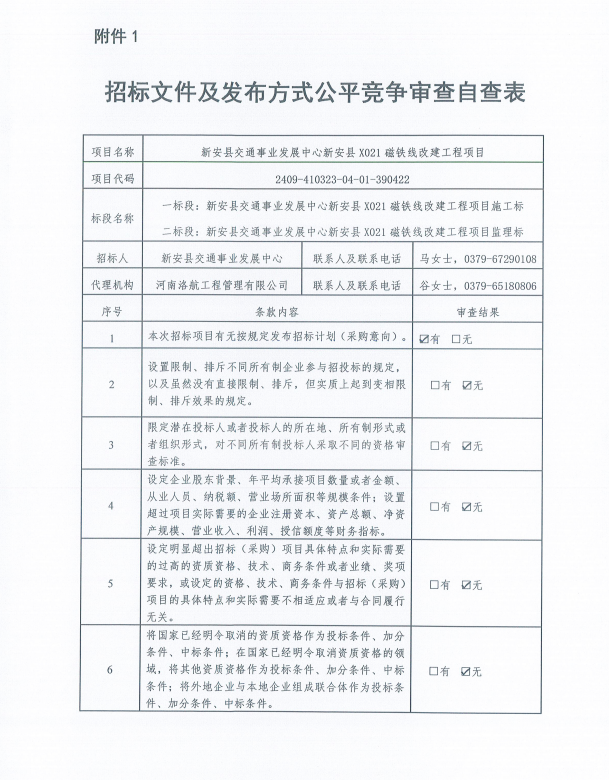 附件 1
招标文件及发布方式公平竞争审查自查表
项目名称 新安县交通事业发展中心新安县 X021 磁铁线改建工程项目
项目代码 2409-410323-04-01-390422
标段名称 一标段：新安县交通事业发展中心新安县 X021 磁铁线改建工程项目施工标
二标段：新安县交通事业发展中心新安县 X021 磁铁线改建工程项目监理标
招标人 新安县交通事业发展中心 联系人及联系电话 马女士，0379-67290108
代理机构 河南洛航工程管理有限公司 联系人及联系电话 谷女士，0379-65180806
序号 条款内容 审查结果
1 本次招标项目有无按规定发布招标计划（采购意向）。 ☑有 □无
2 设置限制、排斥不同所有制企业参与招投标的规定，
以及虽然没有直接限制、排斥，但实质上起到变相限
制、排斥效果的规定。 □有 ☑无
3 限定潜在投标人或者投标人的所在地、所有制形式或
者组织形式，对不同所有制投标人采取不同的资格审
查标准。 □有 ☑无
4 设定企业股东背景、年平均承接项目数量或者金额、
从业人员、纳税额、营业场所面积等规模条件；设置
超过项目实际需要的企业注册资本、资产总额、净资
产规模、营业收入、利润、授信额度等财务指标。 □有 ☑无
5 设定明显超出招标（采购）项目具体特点和实际需要
的过高的资质资格、技术、商务条件或者业绩、奖项
要求，或设定的资格、技术、商务条件与招标（采购）
项目的具体特点和实际需要不相适应或者与合同履行
无关。 □有 ☑无
6 将国家已经明令取消的资质资格作为投标条件、加分
条件、中标条件；在国家已经明令取消资质资格的领
域，将其他资质资格作为投标条件、加分条件、中标
条件；将外地企业与本地企业组成联合体作为投标条
件、加分条件、中标条件。 □有 ☑无